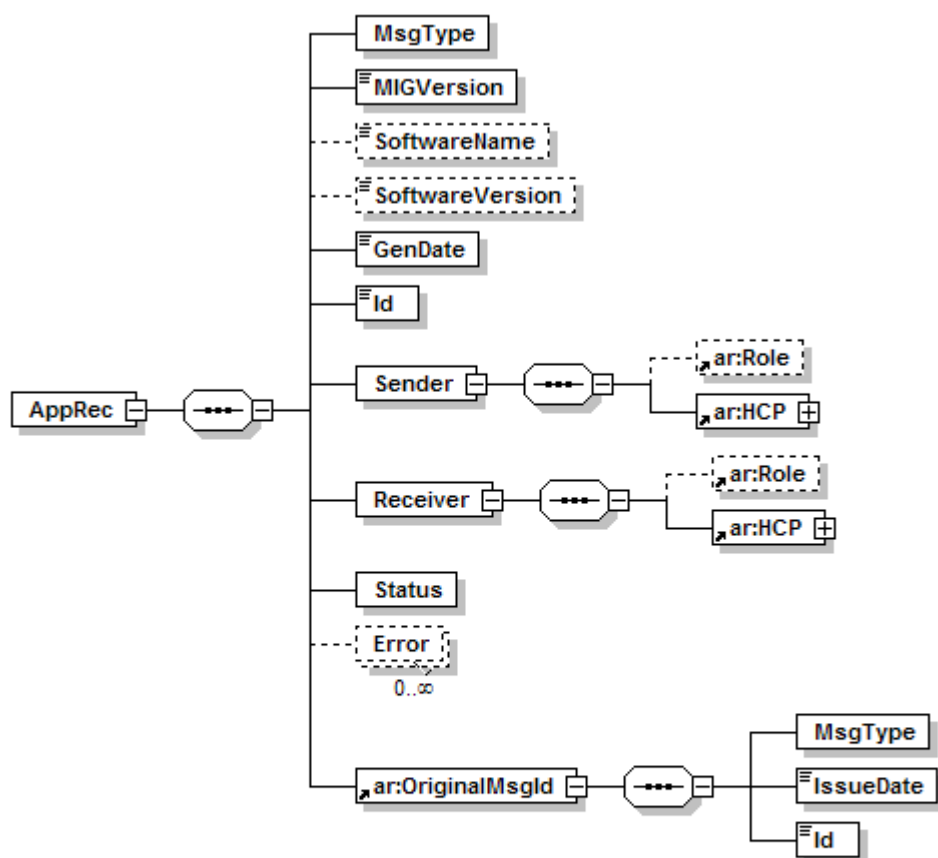 MsgType
MIGVersion
SoftwareName
SoftwareVersion
GenDate
Id
AppRec
Sender
ar:Role
ar:HCP
Receiver
ar:Role
ar:HCP
Status
Error
0..∞
ar:OriginalMsgId
MsgType
IssueDate
Id